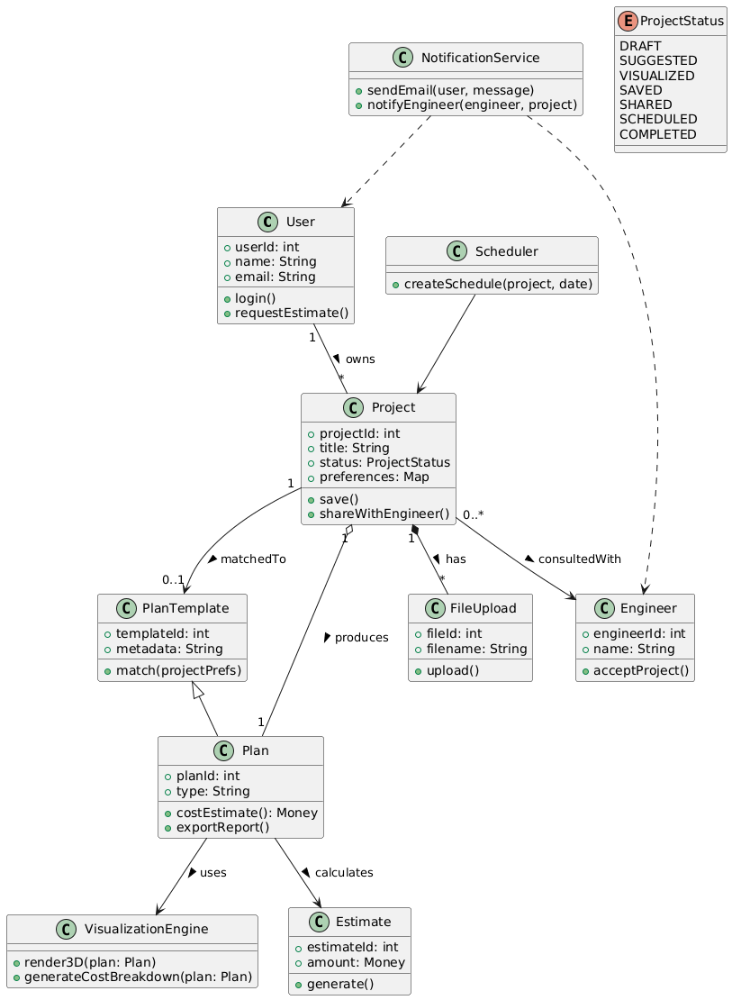 E ProjectStatus
DRAFT
SUGGESTED
VISUALIZED
SAVED
SHARED
SCHEDULED
COMPLETED
C NotificationService
sendEmail(user, message)
notifyEngineer(engineer, project)
C User
userId: int
name: String
email: String
login()
requestEstimate()
C Scheduler
createSchedule(project, date)
1
owns
*
C Project
projectId: int
title: String
status: ProjectStatus
preferences: Map
save()
shareWithEngineer()
1
matchedTo
0..1
1
produces
1
1
has
*
0..*
consultedWith
C PlanTemplate
templateId: int
metadata: String
match(projectPrefs)
C FileUpload
fileId: int
filename: String
upload()
C Engineer
engineerId: int
name: String
acceptProject()
C Plan
planId: int
type: String
costEstimate(): Money
exportReport()
uses
calculates
C VisualizationEngine
render3D(plan: Plan)
generateCostBreakdown(plan: Plan)
C Estimate
estimateId: int
amount: Money
generate()